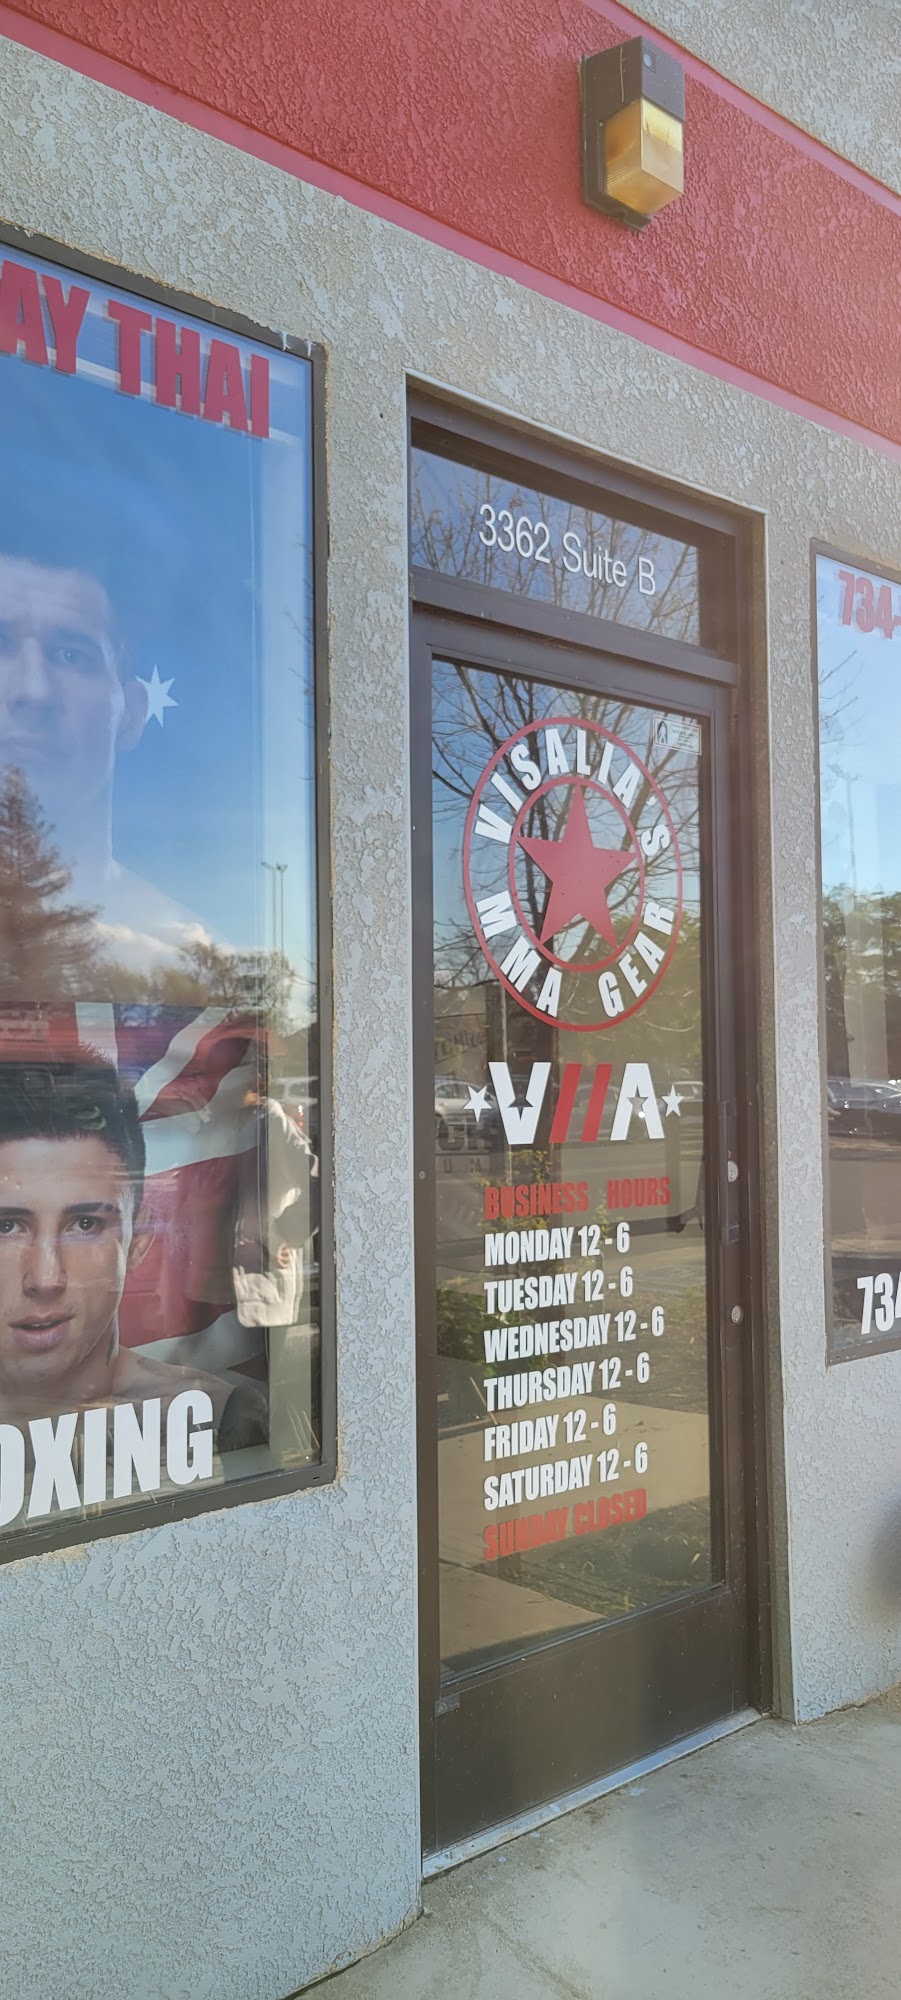 AY THAI
3362 Suite B
734-
VISALIA'S
MMA GEAR
VIIA
BUSINESS HOURS
MONDAY 12 - 6
TUESDAY 12 - 6
WEDNESDAY 12 - 6
THURSDAY 12 - 6
FRIDAY 12 - 6
SATURDAY 12 - 6
SUNDAY CLOSED
OXING
734